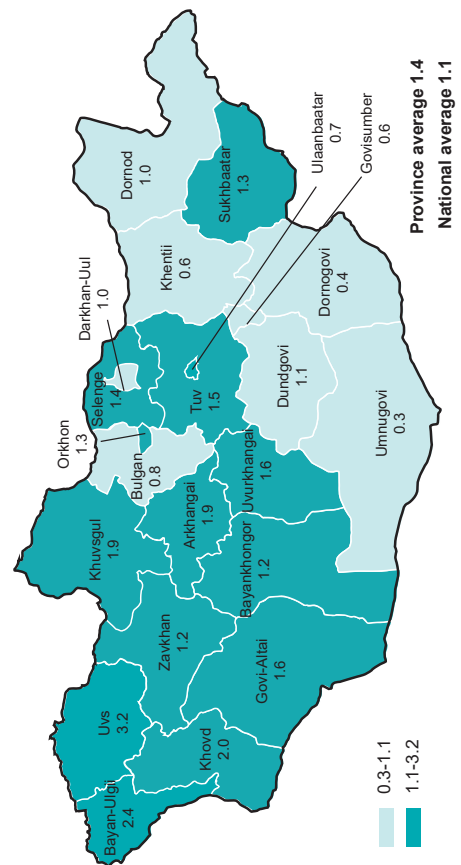 Bayan-Ulgii
2.4
Uvs
3.2
Khovd
2.0
Zavkhan
1.2
Govi-Altai
1.6
Khuvsgul
1.9
Arkhangai
1.9
Bayankhongor
1.2
Uvurkhangai
1.6
Orkhon
1.3
Bulgan
0.8
Selenge
1.4
Darkhan-Uul
1.0
Tuv
1.5
Khentii
0.6
Dornod
1.0
Sukhbaatar
1.3
Ulaanbaatar
0.7
Govisumber
0.6
Dornogovi
0.4
Dundgovi
1.1
Umnugovi
0.3
0.3-1.1
1.1-3.2
Province average 1.4
National average 1.1